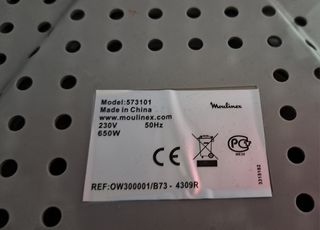 Model:573101
Moulinex
Made in China
www.moulinex.com
230V 50Hz
650W
CE
REF:OW300001/B73 - 4309R